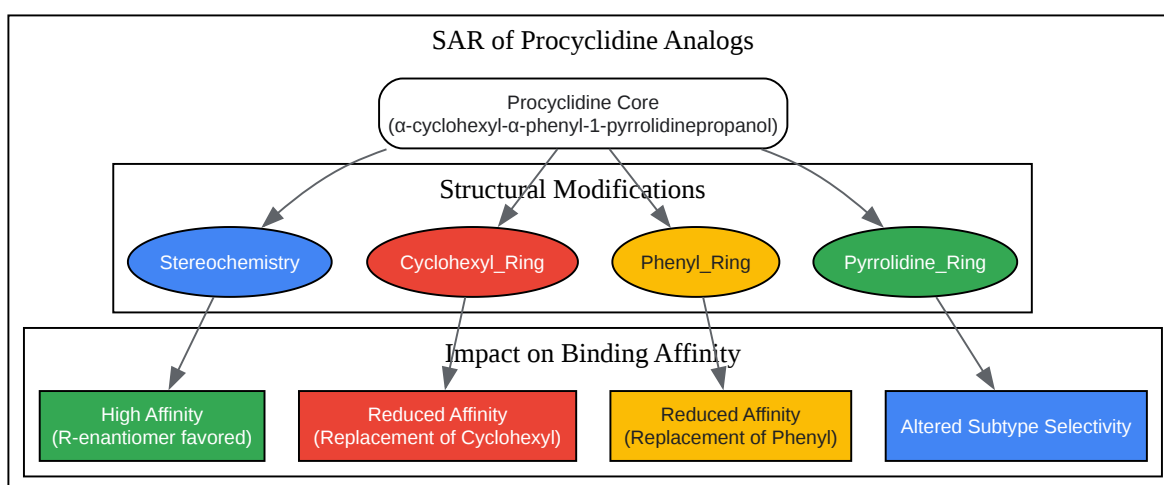 SAR of Procyclidine Analogs
Procyclidine Core
(α-cyclohexyl-α-phenyl-1-pyrrolidinepropanol)
Structural Modifications
Stereochemistry
Cyclohexyl_Ring
Phenyl_Ring
Pyrrolidine_Ring
Impact on Binding Affinity
High Affinity
(R-enantiomer favored)
Reduced Affinity
(Replacement of Cyclohexyl)
Reduced Affinity
(Replacement of Phenyl)
Altered Subtype Selectivity